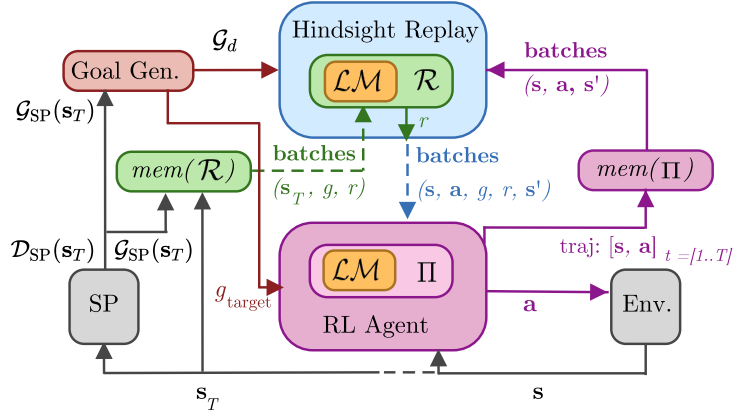 𝒢_d
Hindsight Replay
Goal Gen.
ℒℳ ℛ
batches
(s, a, s')
𝒢_SP(s_T)
r
mem(ℛ)
batches
(s_T, g, r)
batches
(s, a, g, r, s')
mem(Π)
𝒟_SP(s_T)
𝒢_SP(s_T)
traj: [s, a] t =[1..T]
ℒℳ Π
SP
g_target
RL Agent
a
Env.
s_T
s